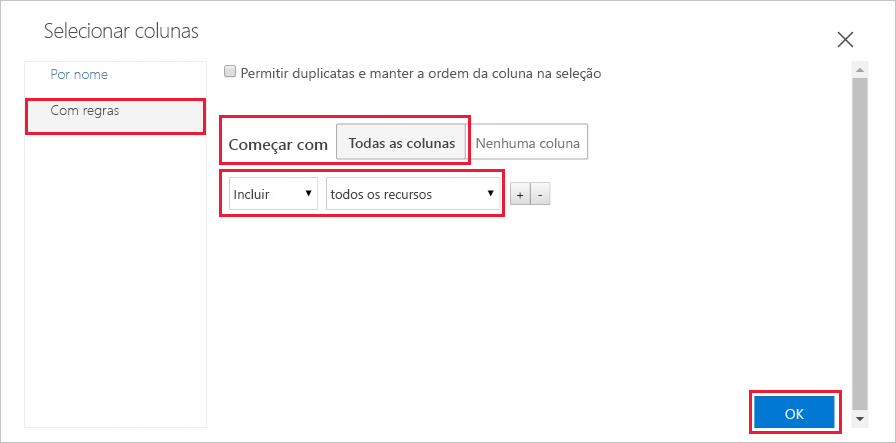 Selecionar colunas
Por nome
Com regras
Permitir duplicatas e manter a ordem da coluna na seleção
Começar com Todas as colunas Nenhuma coluna
Incluir todos os recursos + -
OK